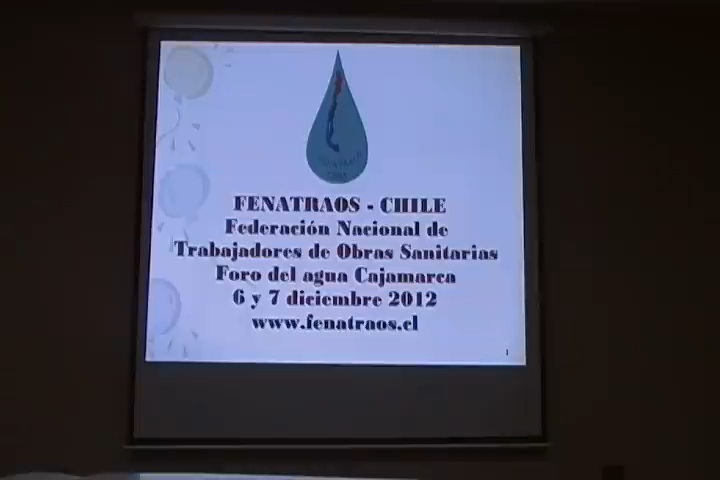 FENATRAOS - CHILE
Federación Nacional de
Trabajadores de Obras Sanitarias
Foro del agua Cajamarca
6 y 7 diciembre 2012
www.fenatraos.cl
1